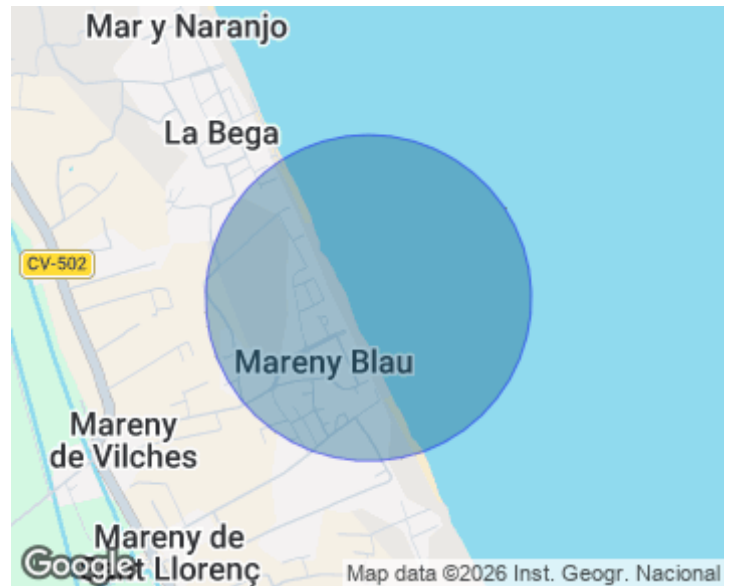 Mar y Naranjo
La Bega
CV-502
Mareny Blau
Mareny
de Vilches
Mareny de
Sant Llorenç
Google
Map data ©2026 Inst. Geogr. Nacional